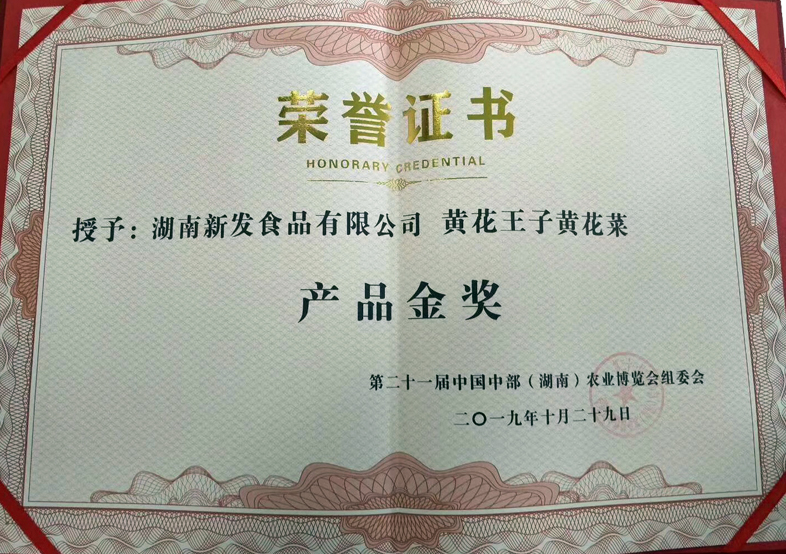 荣誉证书
HONORARY CREDENTIAL
授予：湖南新发食品有限公司 黄花王子黄花菜
产品金奖
第二十一届中国中部（湖南）农业博览会组委会
二〇一九年十月二十九日